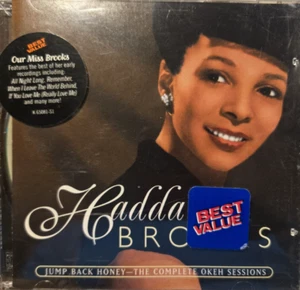 BEST
VALUE
Our Miss Brooks
Features the best of her early
recordings including:
All Night Long, Remember,
When I Leave The World Behind,
If You Love Me (Really Love Me)
and many more!
Hadda
BEST
VALUE
BRO S
JUMP BACK HONEY—THE COMPLETE OKEH SESSIONS